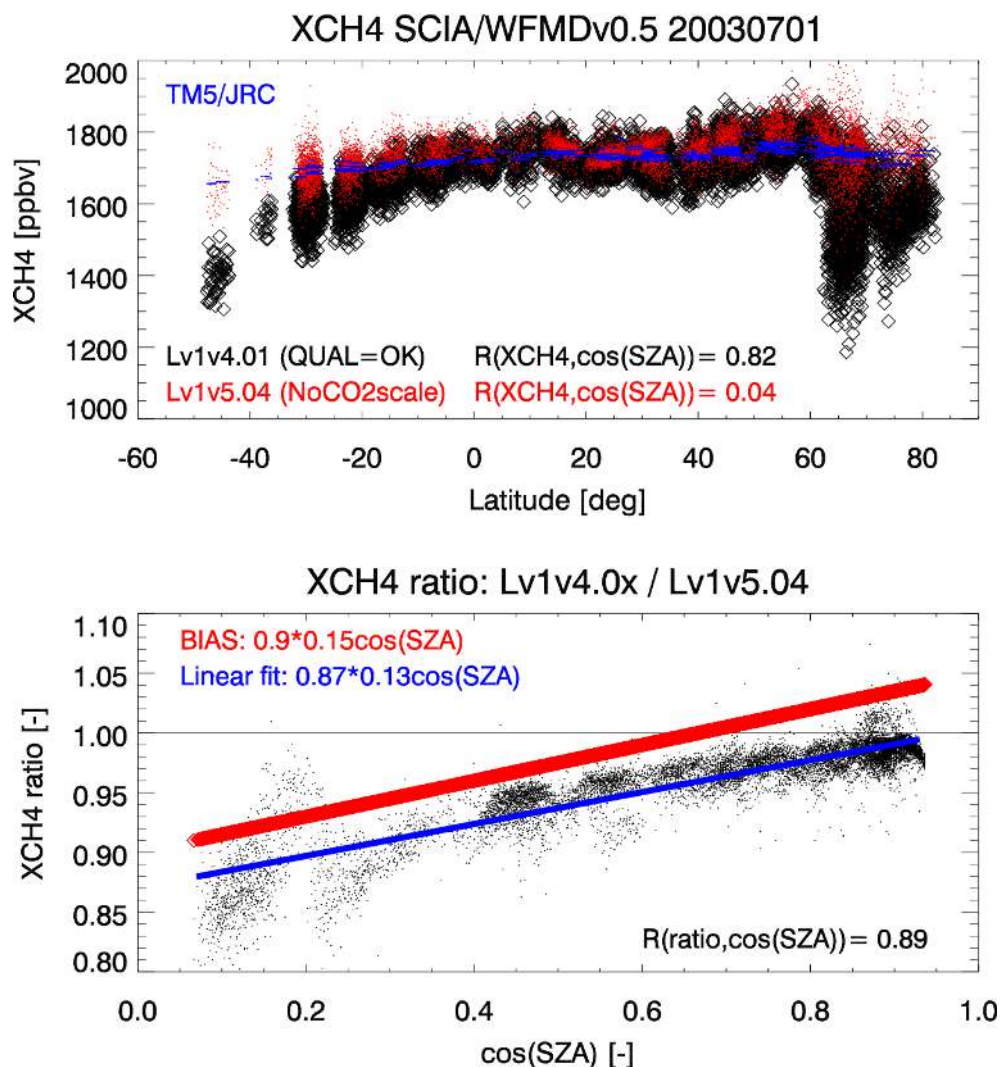 XCH4 SCIA/WFMDv0.5 20030701
XCH4 [ppbv]
2000
1800
1600
1400
1200
1000
TM5/JRC
Lv1v4.01 (QUAL=OK) R(XCH4,cos(SZA))= 0.82
Lv1v5.04 (NoCO2scale) R(XCH4,cos(SZA))= 0.04
-60 -40 -20 0 20 40 60 80
Latitude [deg]
XCH4 ratio: Lv1v4.0x / Lv1v5.04
XCH4 ratio [-]
1.10
1.05
1.00
0.95
0.90
0.85
0.80
BIAS: 0.9*0.15cos(SZA)
Linear fit: 0.87*0.13cos(SZA)
R(ratio,cos(SZA))= 0.89
0.0 0.2 0.4 0.6 0.8 1.0
cos(SZA) [-]